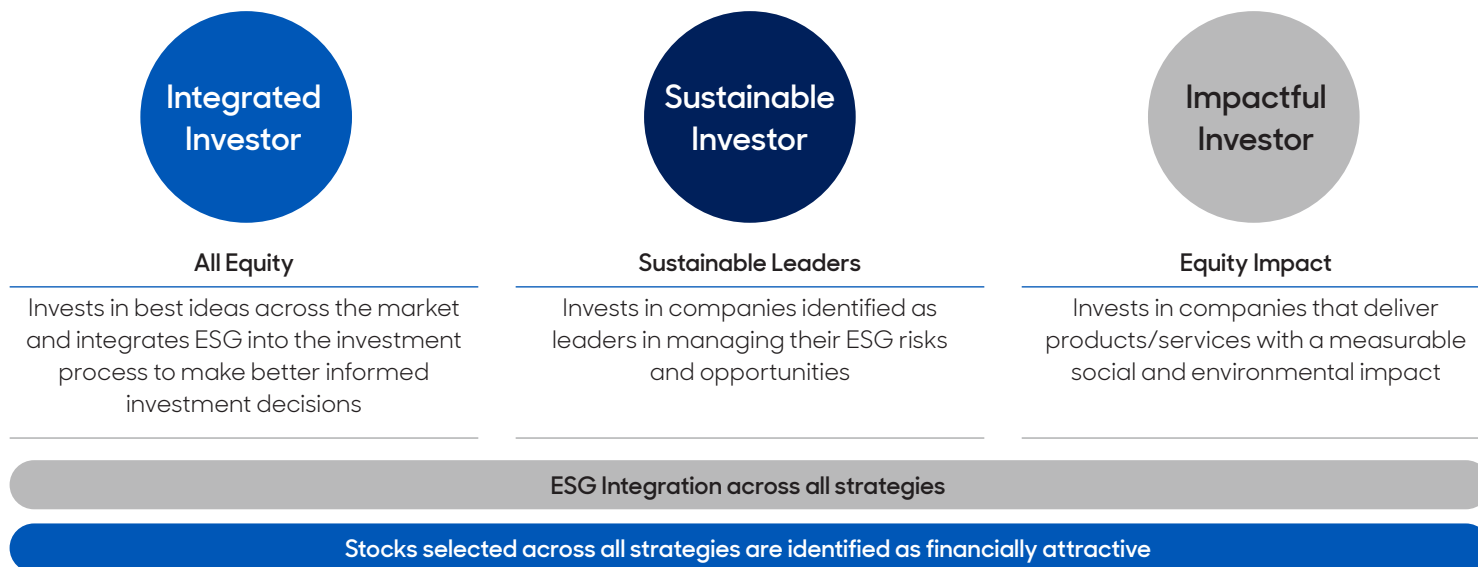 Integrated
Investor
Sustainable
Investor
Impactful
Investor
All Equity
Invests in best ideas across the market
and integrates ESG into the investment
process to make better informed
investment decisions
Sustainable Leaders
Invests in companies identified as
leaders in managing their ESG risks
and opportunities
Equity Impact
Invests in companies that deliver
products/services with a measurable
social and environmental impact
ESG Integration across all strategies
Stocks selected across all strategies are identified as financially attractive